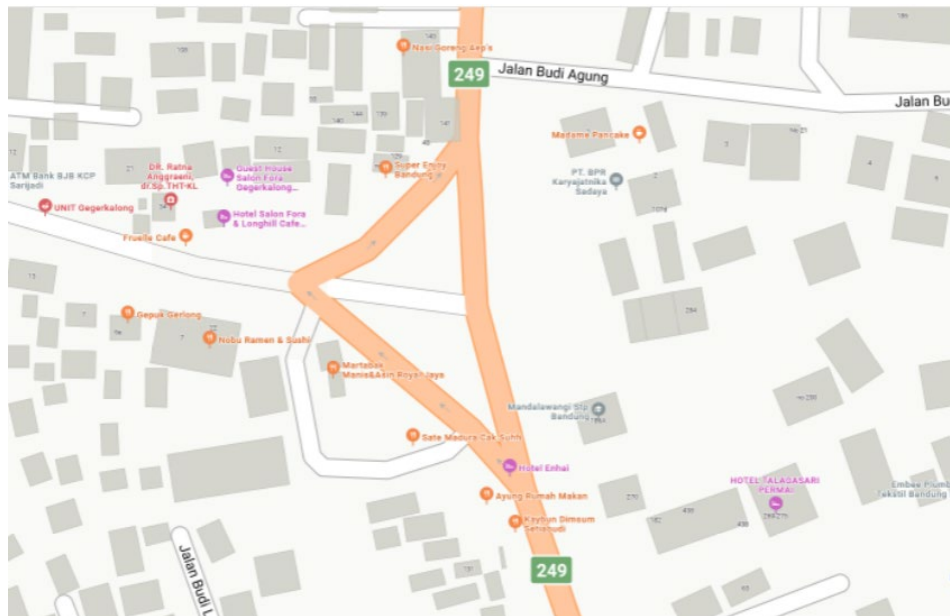 Nasi Goreng Aep's
249
Jalan Budi Agung
Jalan Bu
Madame Pancake
ATM Bank BJB KCP
Sarijadi
DR. Ratna
Anggraeni,
dr.Sp.THT-KL
Guest House
Salon Fora
Gegerkalong...
Super Enjoy
Bandung
PT. BPR
Karyajatnika
Sadaya
UNIT Gegerkalong
Hotel Salon Fora
& Longhill Cafe...
Fruelle Cafe
Gepuk Gerlong
Nobu Ramen & Sushi
Martabak
Manis&Asin Royal Jaya
Mandalawangi Stp
Bandung
Sate Madura Cak Suhri
Hotel Enhai
HOTEL TALAGASARI
PERMAI
Embee Plumb
Tekstil Bandung
Ayung Rumah Makan
Kaybun Dimsum
Setiabudi
249
Jalan Budi L